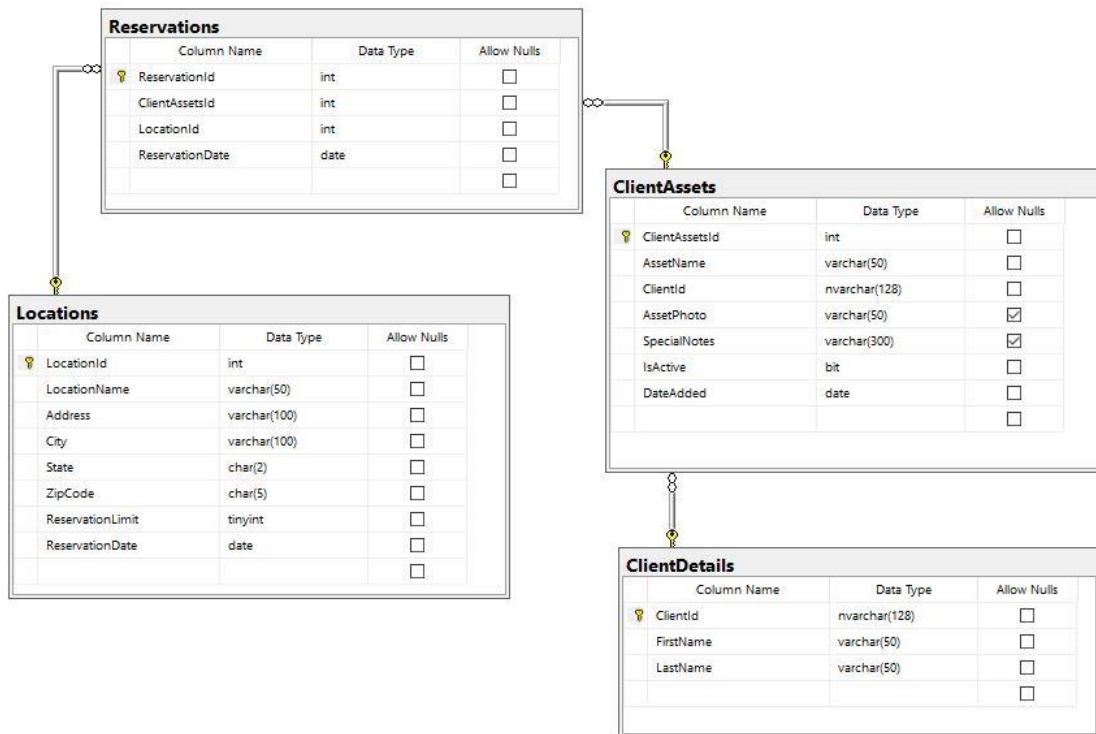 Reservations
Column Name Data Type Allow Nulls
ReservationId int
ClientAssetsId int
LocationId int
ReservationDate date
ClientAssets
Column Name Data Type Allow Nulls
ClientAssetsId int
AssetName varchar(50)
ClientId nvarchar(128)
AssetPhoto varchar(50)
SpecialNotes varchar(300)
IsActive bit
DateAdded date
Locations
Column Name Data Type Allow Nulls
LocationId int
LocationName varchar(50)
Address varchar(100)
City varchar(100)
State char(2)
ZipCode char(5)
ReservationLimit tinyint
ReservationDate date
ClientDetails
Column Name Data Type Allow Nulls
ClientId nvarchar(128)
FirstName varchar(50)
LastName varchar(50)